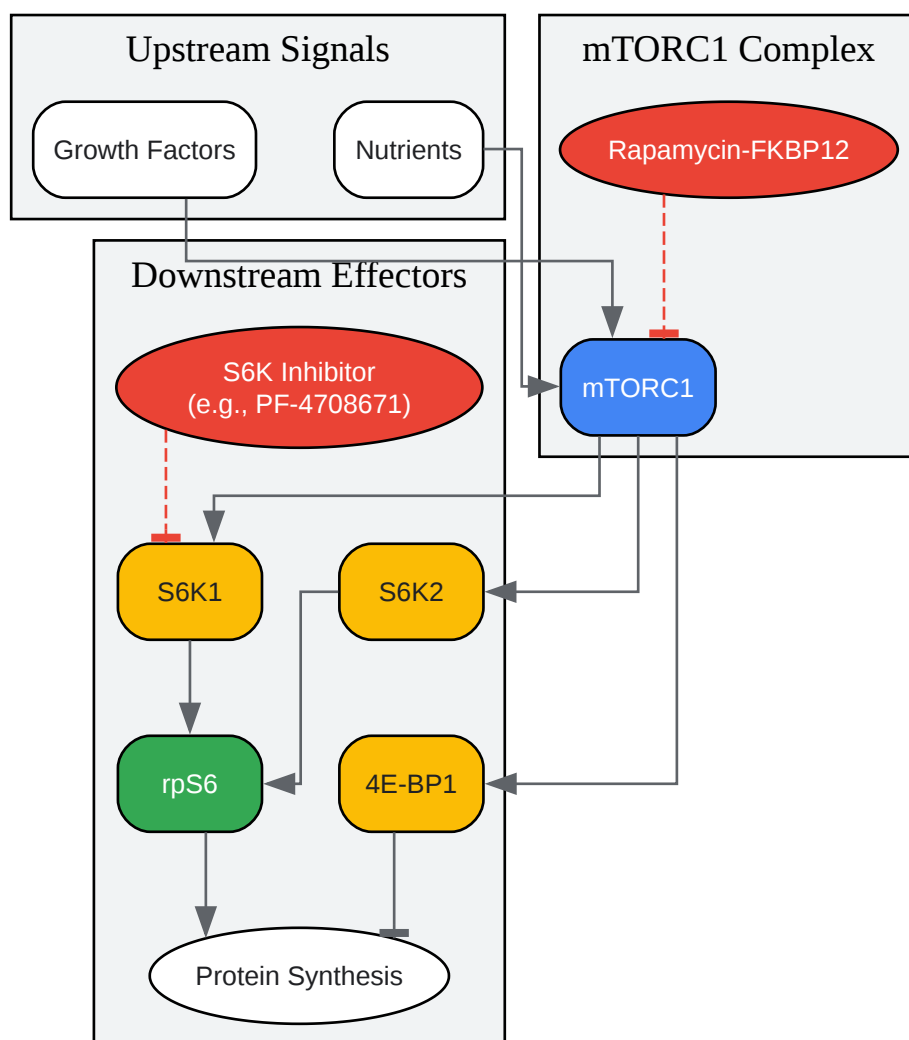 Upstream Signals
mTORC1 Complex
Growth Factors
Nutrients
Rapamycin-FKBP12
Downstream Effectors
S6K Inhibitor
(e.g., PF-4708671)
mTORC1
S6K1
S6K2
rpS6
4E-BP1
Protein Synthesis